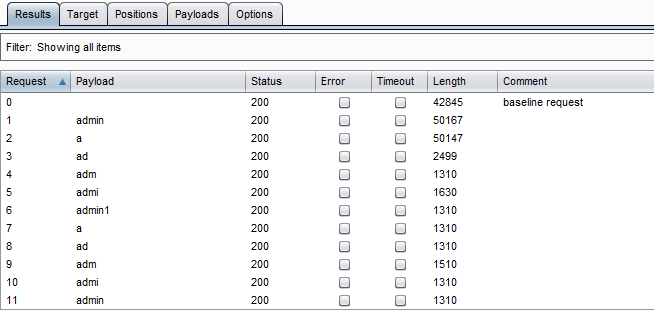 Results Target Positions Payloads Options
Filter: Showing all items
Request Payload Status Error Timeout Length Comment
0 200 42845 baseline request
1 admin 200 50167
2 a 200 50147
3 ad 200 2499
4 adm 200 1310
5 admi 200 1630
6 admin1 200 1310
7 a 200 1310
8 ad 200 1310
9 adm 200 1510
10 admi 200 1310
11 admin 200 1310